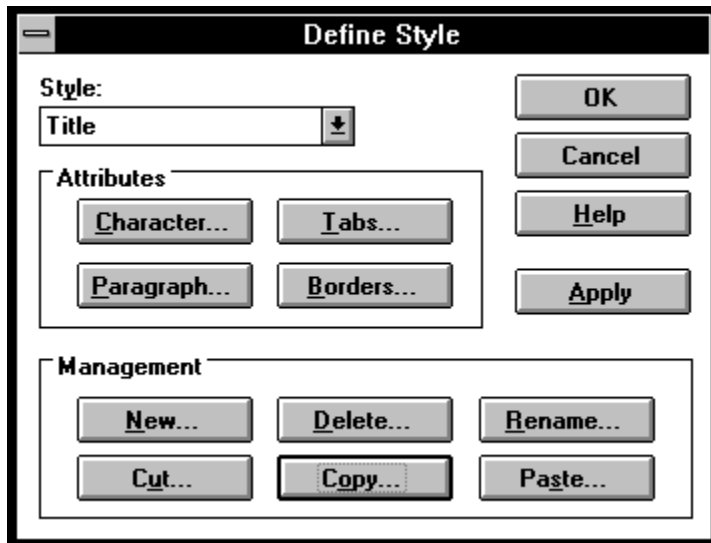 Define Style
Style:
Title
OK
Cancel
Help
Apply
Attributes
Character... Tabs...
Paragraph... Borders...
Management
New... Delete... Rename...
Cut... Copy... Paste...